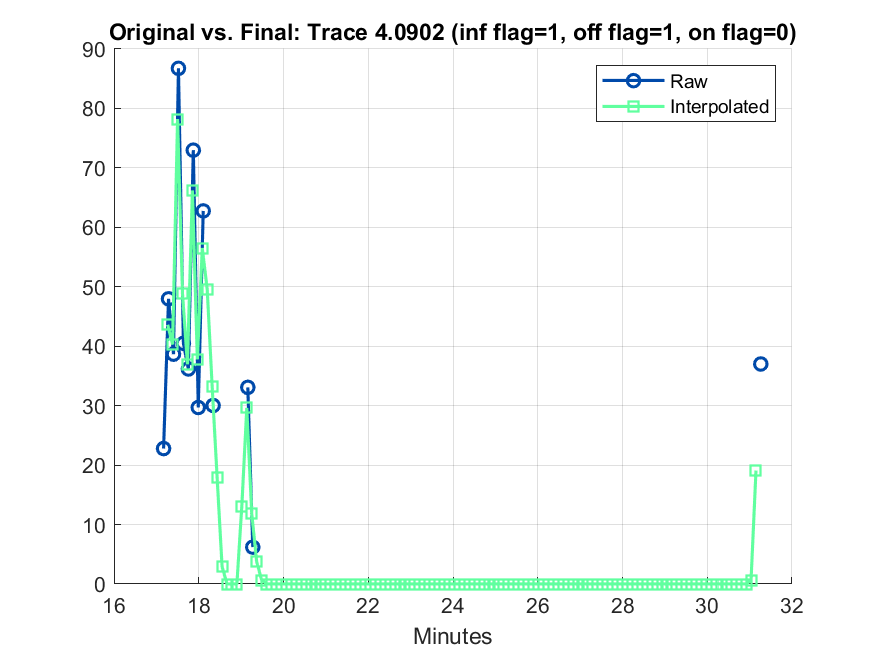 Original vs. Final: Trace 4.0902 (inf flag=1, off flag=1, on flag=0)
90
80
70
60
50
40
30
20
10
0
Raw
Interpolated
16 18 20 22 24 26 28 30 32
Minutes